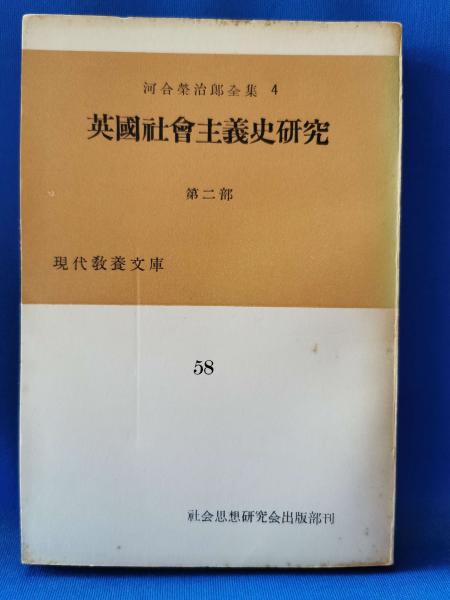 河合榮治郎全集 4
英國社會主義史研究
第二部
現代教養文庫
58
社会思想研究会出版部刊